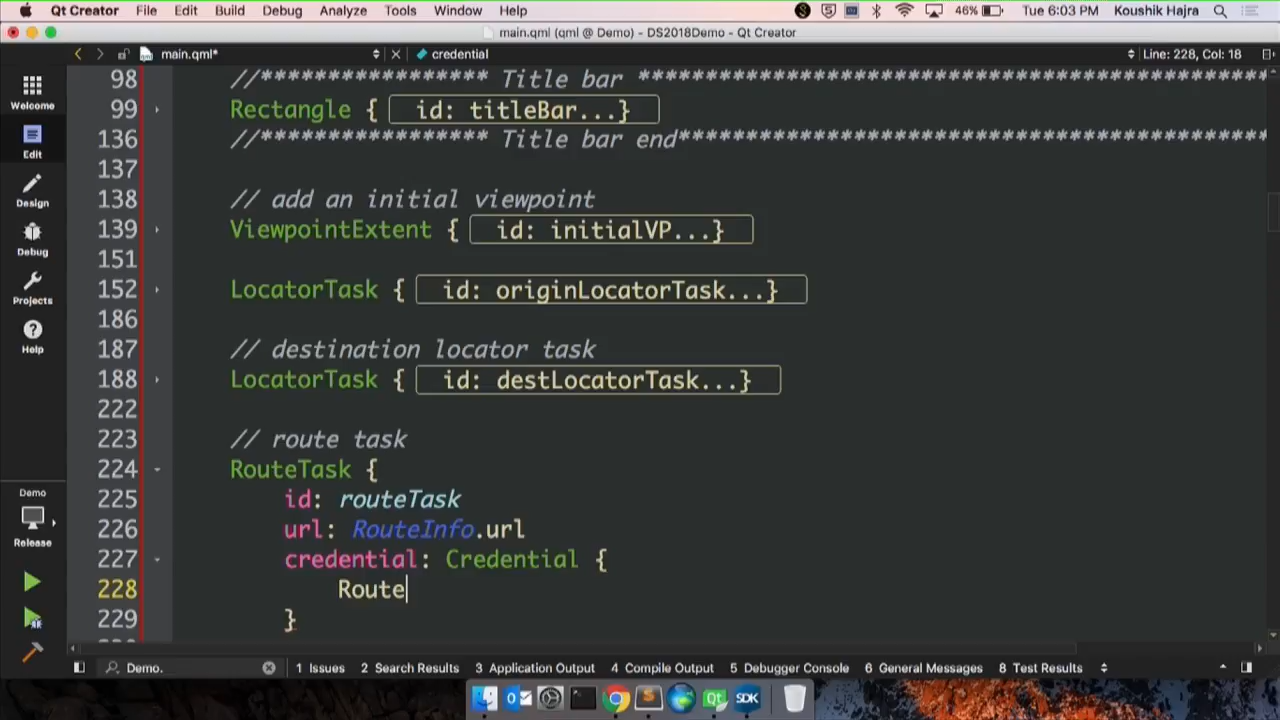 Qt Creator File Edit Build Debug Analyze Tools Window Help 46% Tue 6:03 PM Koushik Hajra
main.qml (qml @ Demo) - DS2018Demo - Qt Creator
main.qml* credential Line: 228, Col: 18
Welcome
Edit
Design
Debug
Projects
Help
Demo
Release
98 //***************** Title bar ***********************************************
99 Rectangle { id: titleBar...}
136 //***************** Title bar end********************************************
137
138 // add an initial viewpoint
139 ViewpointExtent { id: initialVP...}
151
152 LocatorTask { id: originLocatorTask...}
186
187 // destination locator task
188 LocatorTask { id: destLocatorTask...}
222
223 // route task
224 RouteTask {
225 id: routeTask
226 url: RouteInfo.url
227 credential: Credential {
228 Route
229 }
Demo. 1 Issues 2 Search Results 3 Application Output 4 Compile Output 5 Debugger Console 6 General Messages 8 Test Results
Qt SDK